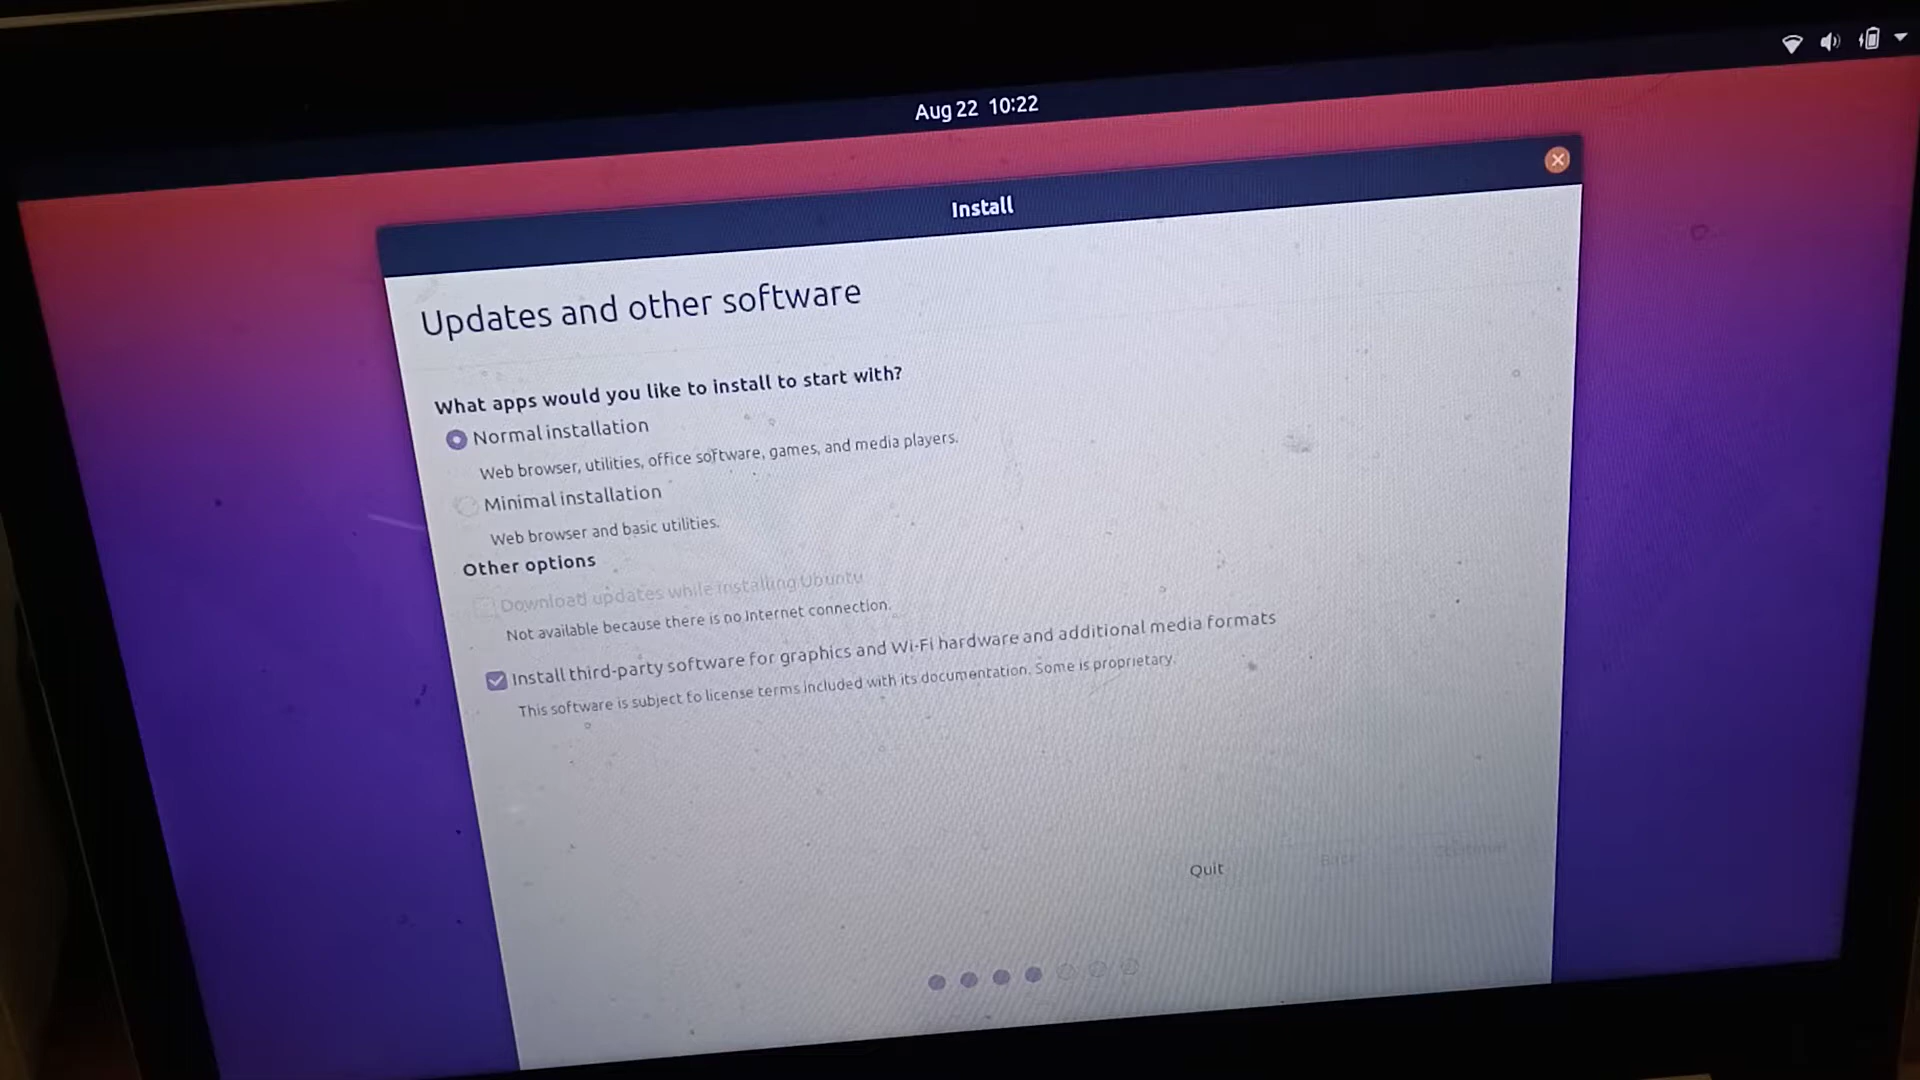 Aug 22 10:22
Install
Updates and other software
What apps would you like to install to start with?
Normal installation
Web browser, utilities, office software, games, and media players.
Minimal installation
Web browser and basic utilities.
Other options
Download updates while installing Ubuntu
Not available because there is no Internet connection.
Install third-party software for graphics and Wi-Fi hardware and additional media formats
This software is subject to license terms included with its documentation. Some is proprietary.
Quit Back Continue